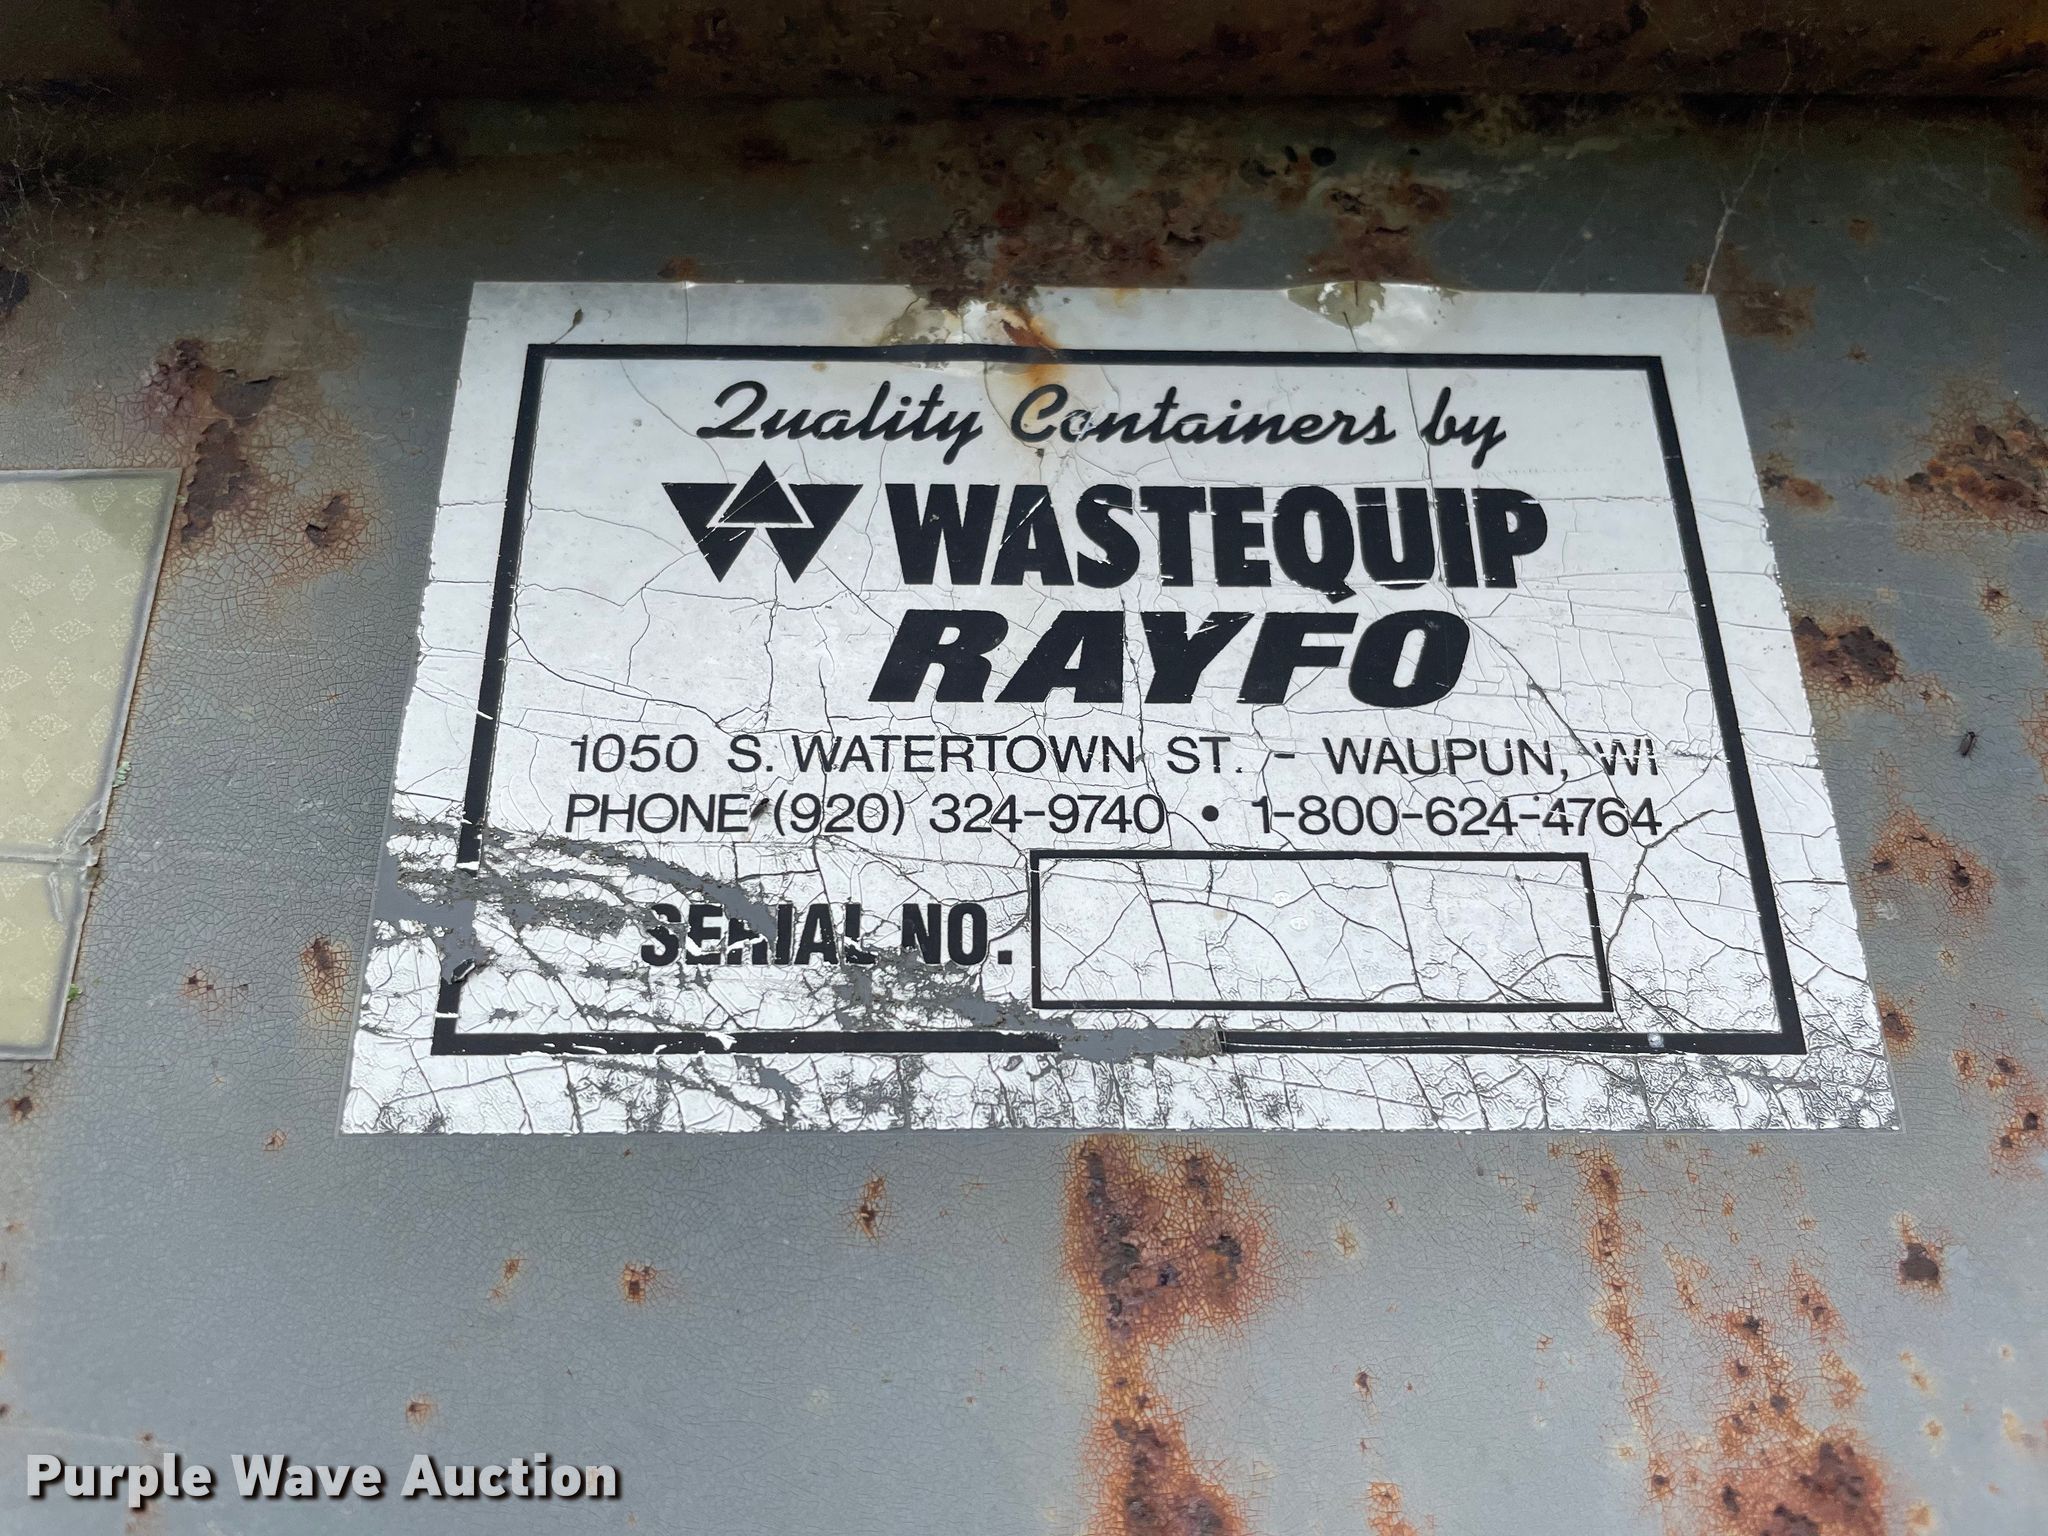 Quality Containers by
WASTEQUIP
RAYFO
1050 S. WATERTOWN ST. - WAUPUN, WI
PHONE (920) 324-9740 • 1-800-624-4764
SERIAL NO.
Purple Wave Auction